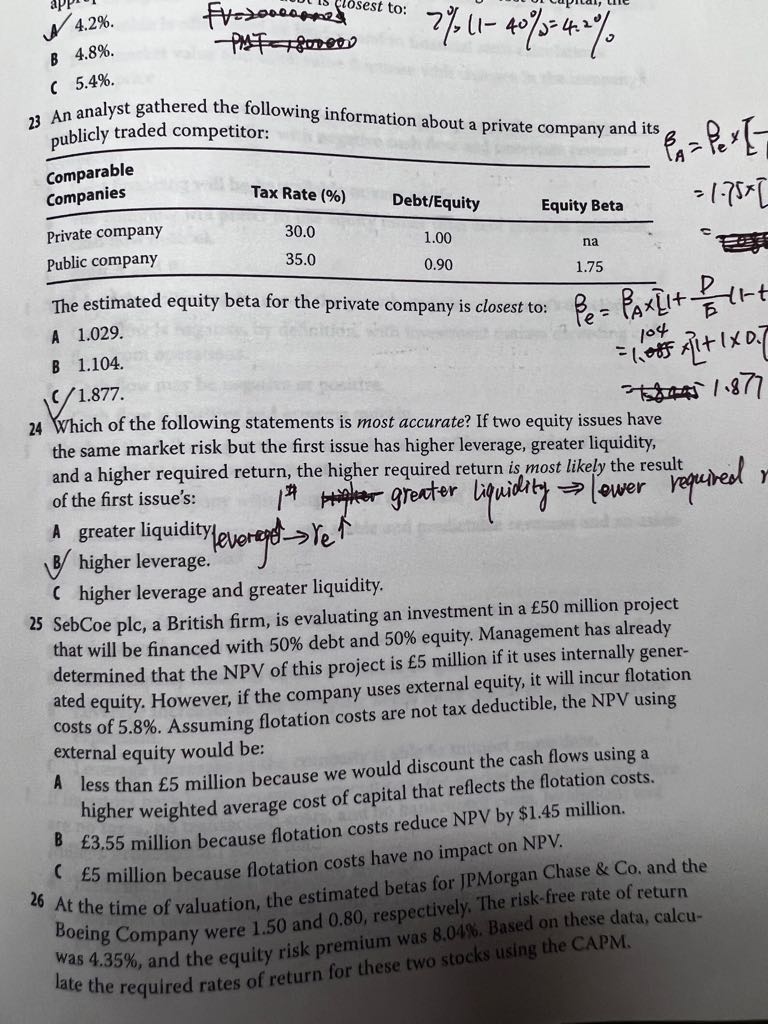 is closest to:
4.2%. FV=200000000 7% (1-40%)=4.2%
B 4.8%.
C 5.4%.
23 An analyst gathered the following information about a private company and its
publicly traded competitor:
Comparable
Companies Tax Rate (%) Debt/Equity Equity Beta
Private company 30.0 1.00 na
Public company 35.0 0.90 1.75
βA = βe × [
= 1.75 × [
=
The estimated equity beta for the private company is closest to: βe = βA×[1+ D/E (1-t
A 1.029. 104
B 1.104. = 1.085 × [1+1×0.7
C 1.877. = 1.877
24 Which of the following statements is most accurate? If two equity issues have
the same market risk but the first issue has higher leverage, greater liquidity,
and a higher required return, the higher required return is most likely the result
of the first issue's: 1# Higher greater liquidity ⇒ lower required r
A greater liquidity. leverage↑ → re↑
B higher leverage.
C higher leverage and greater liquidity.
25 SebCoe plc, a British firm, is evaluating an investment in a £50 million project
that will be financed with 50% debt and 50% equity. Management has already
determined that the NPV of this project is £5 million if it uses internally gener-
ated equity. However, if the company uses external equity, it will incur flotation
costs of 5.8%. Assuming flotation costs are not tax deductible, the NPV using
external equity would be:
A less than £5 million because we would discount the cash flows using a
higher weighted average cost of capital that reflects the flotation costs.
B £3.55 million because flotation costs reduce NPV by $1.45 million.
C £5 million because flotation costs have no impact on NPV.
26 At the time of valuation, the estimated betas for JPMorgan Chase & Co. and the
Boeing Company were 1.50 and 0.80, respectively. The risk-free rate of return
was 4.35%, and the equity risk premium was 8.04%. Based on these data, calcu-
late the required rates of return for these two stocks using the CAPM.